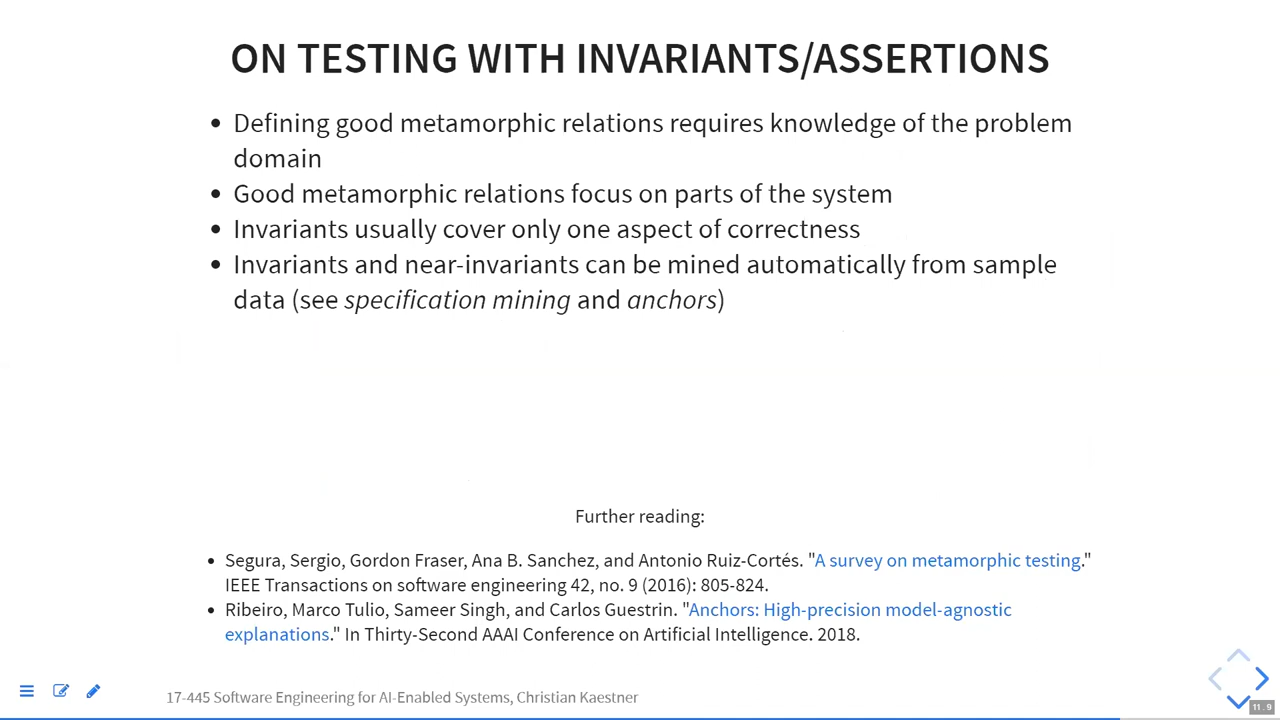 ON TESTING WITH INVARIANTS/ASSERTIONS
• Defining good metamorphic relations requires knowledge of the problem
domain
• Good metamorphic relations focus on parts of the system
• Invariants usually cover only one aspect of correctness
• Invariants and near-invariants can be mined automatically from sample
data (see specification mining and anchors)
Further reading:
• Segura, Sergio, Gordon Fraser, Ana B. Sanchez, and Antonio Ruiz-Cortés. "A survey on metamorphic testing."
IEEE Transactions on software engineering 42, no. 9 (2016): 805-824.
• Ribeiro, Marco Tulio, Sameer Singh, and Carlos Guestrin. "Anchors: High-precision model-agnostic
explanations." In Thirty-Second AAAI Conference on Artificial Intelligence. 2018.
17-445 Software Engineering for AI-Enabled Systems, Christian Kaestner
11.9